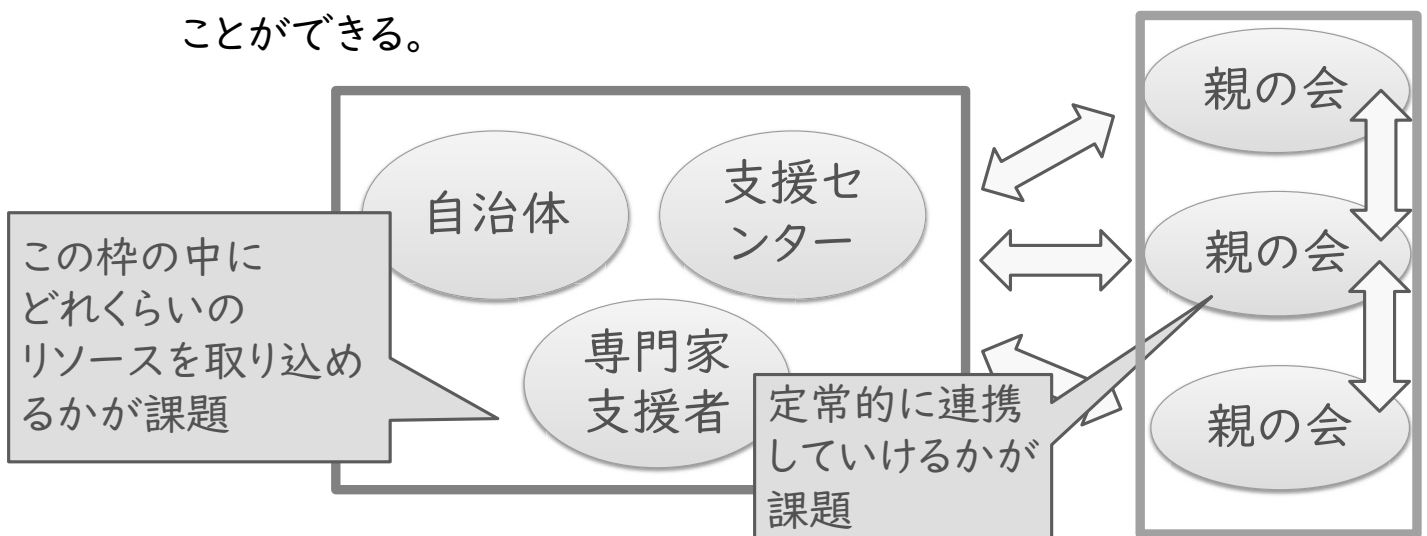 ことができる。
自治体
支援セ
ンター
専門家
支援者
この枠の中に
どれくらいの
リソースを取り込め
るかが課題
定常的に連携
していけるかが
課題
親の会
親の会
親の会